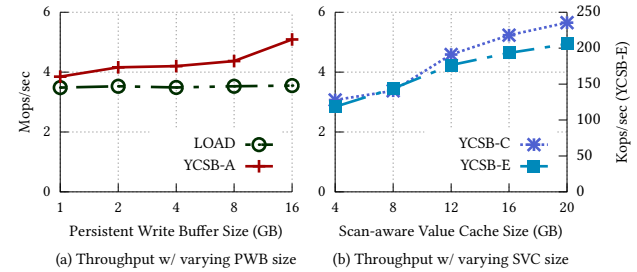 6
4
2
0
Mops/sec
LOAD
YCSB-A
1
2
4
8
16
Persistent Write Buffer Size (GB)
(a) Throughput w/ varying PWB size
6
4
2
0
YCSB-C
YCSB-E
250
200
150
100
50
0
Kops/sec (YCSB-E)
4
8
12
16
20
Scan-aware Value Cache Size (GB)
(b) Throughput w/ varying SVC size